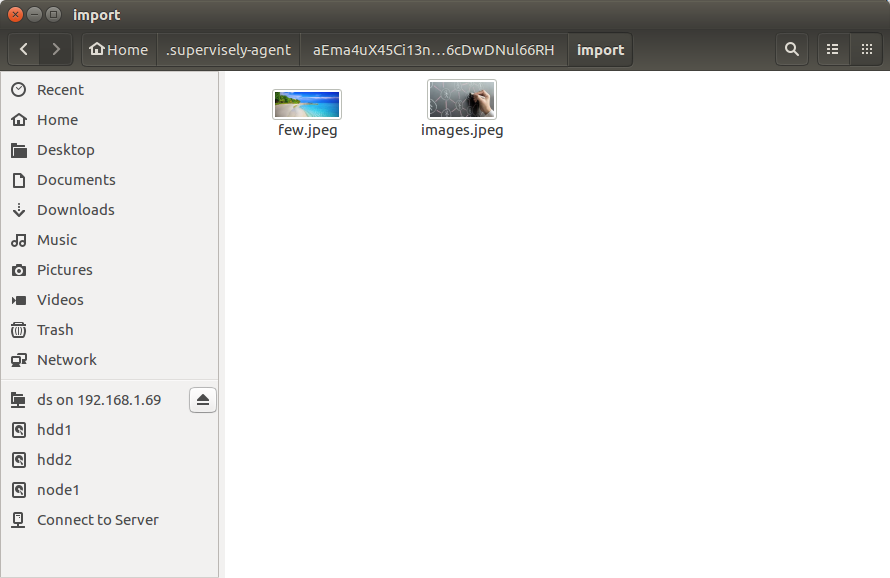 import
Home
.supervisely-agent
aEma4uX45Ci13n...6cDwDNul66RH
import
Recent
Home
Desktop
Documents
Downloads
Music
Pictures
Videos
Trash
Network
ds on 192.168.1.69
hdd1
hdd2
node1
Connect to Server
few.jpeg
images.jpeg